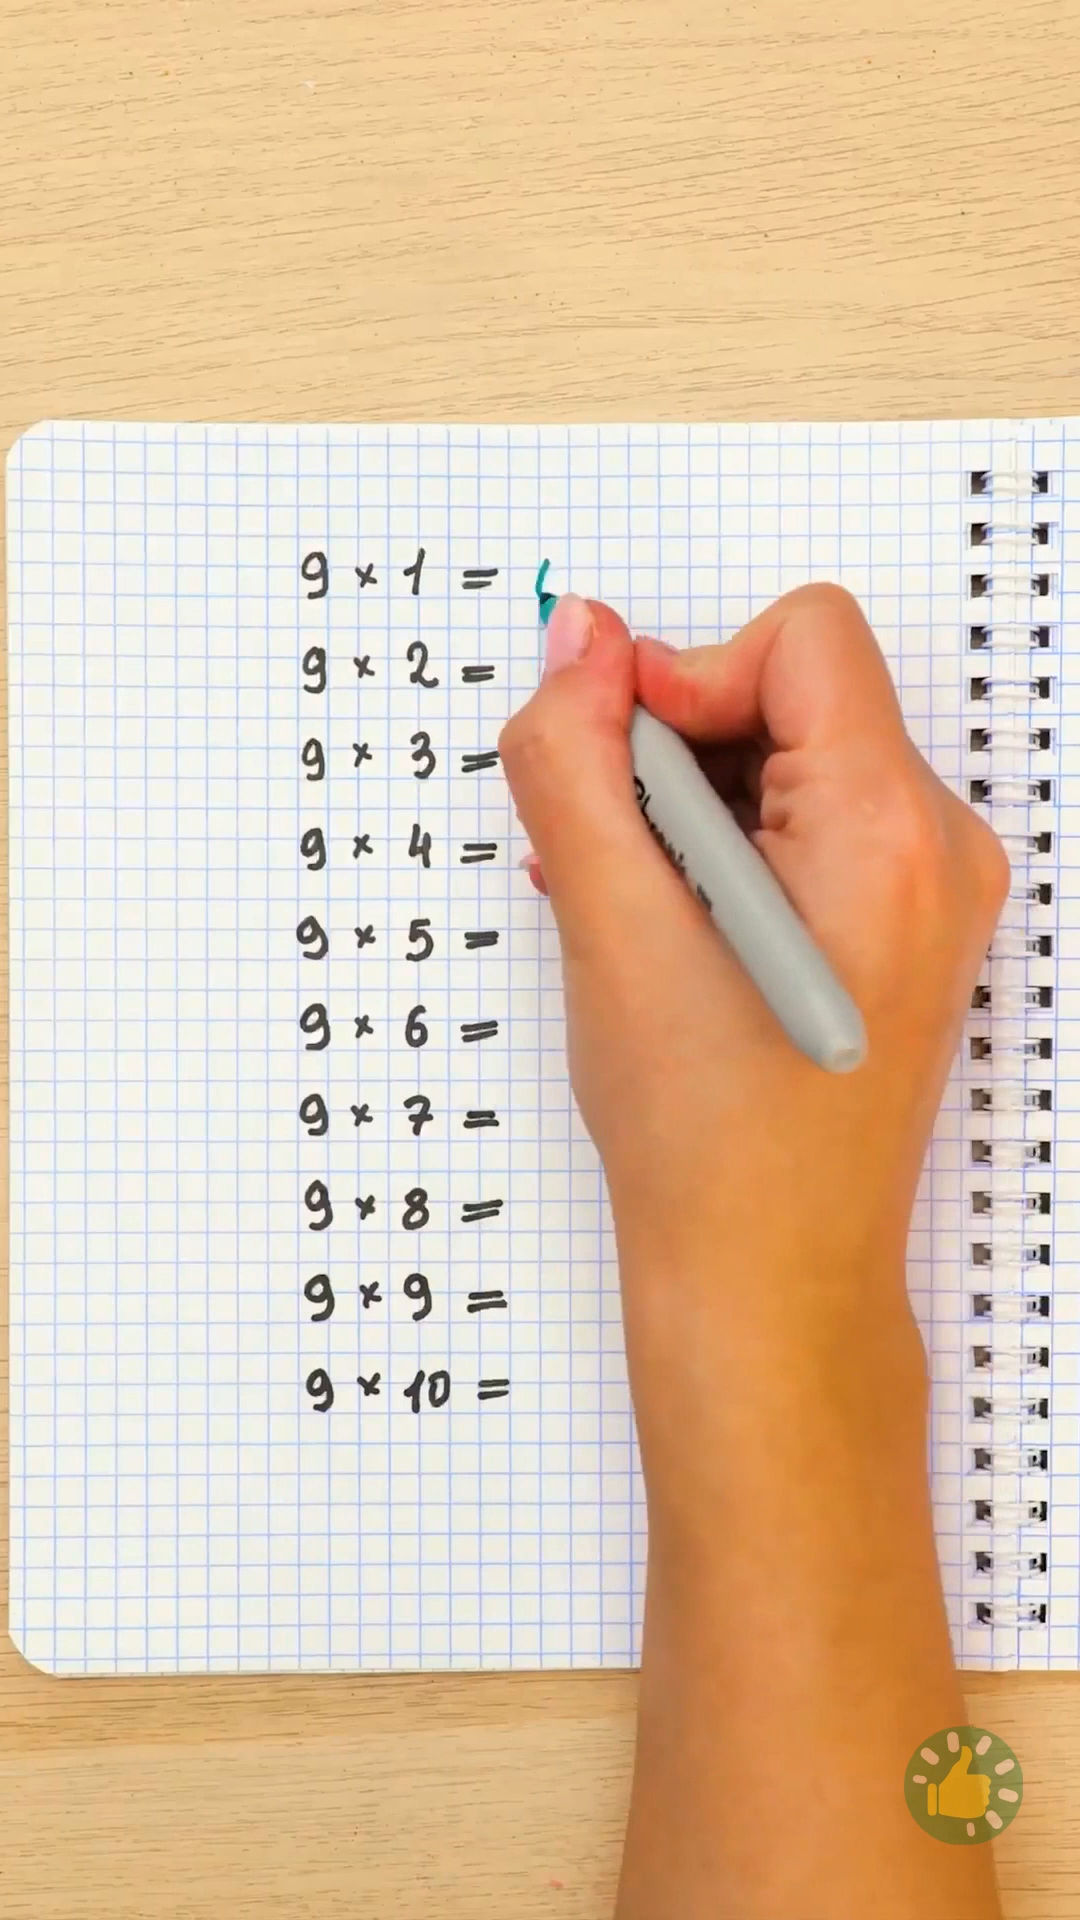 9 × 1 =
9 × 2 =
9 × 3 =
9 × 4 =
9 × 5 =
9 × 6 =
9 × 7 =
9 × 8 =
9 × 9 =
9 × 10 =